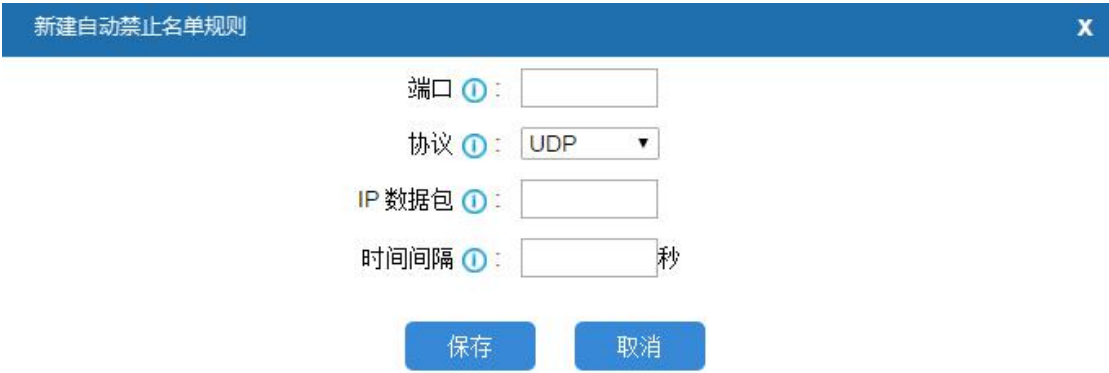 新建自动禁止名单规则 X
端口 ⓘ :
协议 ⓘ : UDP ▼
IP 数据包 ⓘ :
时间间隔 ⓘ : 秒
保存 取消